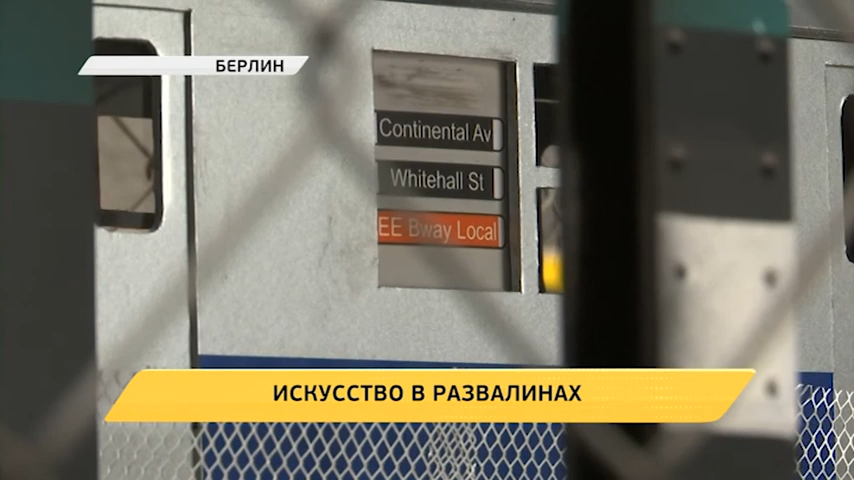 БЕРЛИН
Continental Av
Whitehall St
EE Bway Local
ИСКУССТВО В РАЗВАЛИНАХ